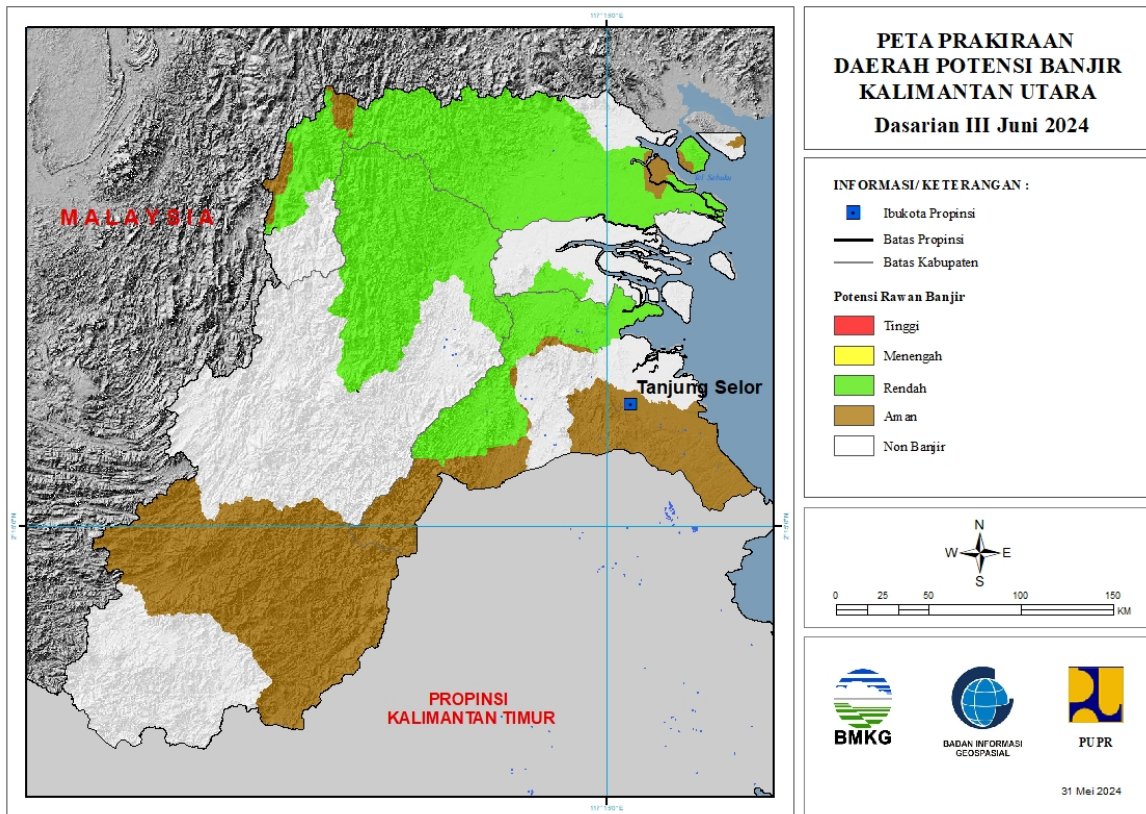 PETA PRAKIRAAN
DAERAH POTENSI BANJIR
KALIMANTAN UTARA
Dasarian III Juni 2024
INFORMASI/ KETERANGAN :
Ibukota Propinsi
Batas Propinsi
Batas Kabupaten
Potensi Rawan Banjir
Tinggi
Menengah
Rendah
Aman
Non Banjir
N
W E
S
0 25 50 100 150
KM
BMKG
BADAN INFORMASI
GEOSPASIAL
PUPR
31 Mei 2024
MALAYSIA
Tel. Sebuku
Tanjung Selor
PROPINSI
KALIMANTAN TIMUR